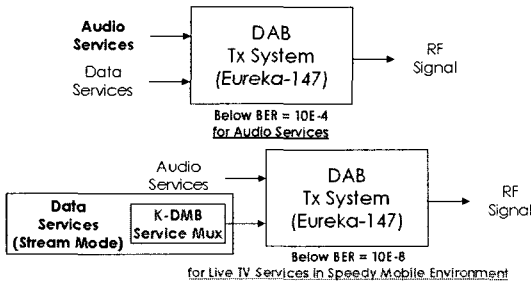 Audio
Services
Data
Services
DAB
Tx System
(Eureka-147)
RF
Signal
Below BER = 10E-4
for Audio Services
Audio
Services
Data
Services
(Stream Mode)
K-DMB
Service Mux
DAB
Tx System
(Eureka-147)
RF
Signal
Below BER = 10E-8
for Live TV Services in Speedy Mobile Environment